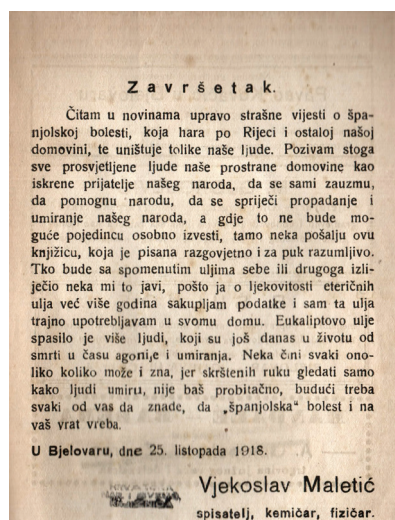 Završetak.
Čitam u novinama upravo strašne vijesti o špa-
njolskoj bolesti, koja hara po Rijeci i ostaloj našoj
domovini, te uništuje tolike naše ljude. Pozivam stoga
sve prosvjetljene ljude naše prostrane domovine kao
iskrene prijatelje našeg naroda, da se sami zauzmu,
da pomognu narodu, da se spriječi propadanje i
umiranje našeg naroda, a gdje to ne bude mo-
guće pojedincu osobno izvesti, tamo neka pošalju ovu
knjižicu, koja je pisana razgovjetno i za puk razumljivo.
Tko bude sa spomenutim uljima sebe ili drugoga izli-
ječio neka mi to javi, pošto ja o ljekovitosti eteričnih
ulja već više godina sakupljam podatke i sam ta ulja
trajno upotrebljavam u svomu domu. Eukaliptovo ulje
spasilo je više ljudi, koji su još danas u životu od
smrti u času agonije i umiranja. Neka čini svaki ono-
liko koliko može i zna, jer skrštenih ruku gledati samo
kako ljudi umiru, nije baš probitačno, budući treba
svaki od vas da znade, da „španjolska“ bolest i na
vaš vrat vreba.
U Bjelovaru, dne 25. listopada 1918.
Vjekoslav Maletić
spisatelj, kemičar, fizičar.